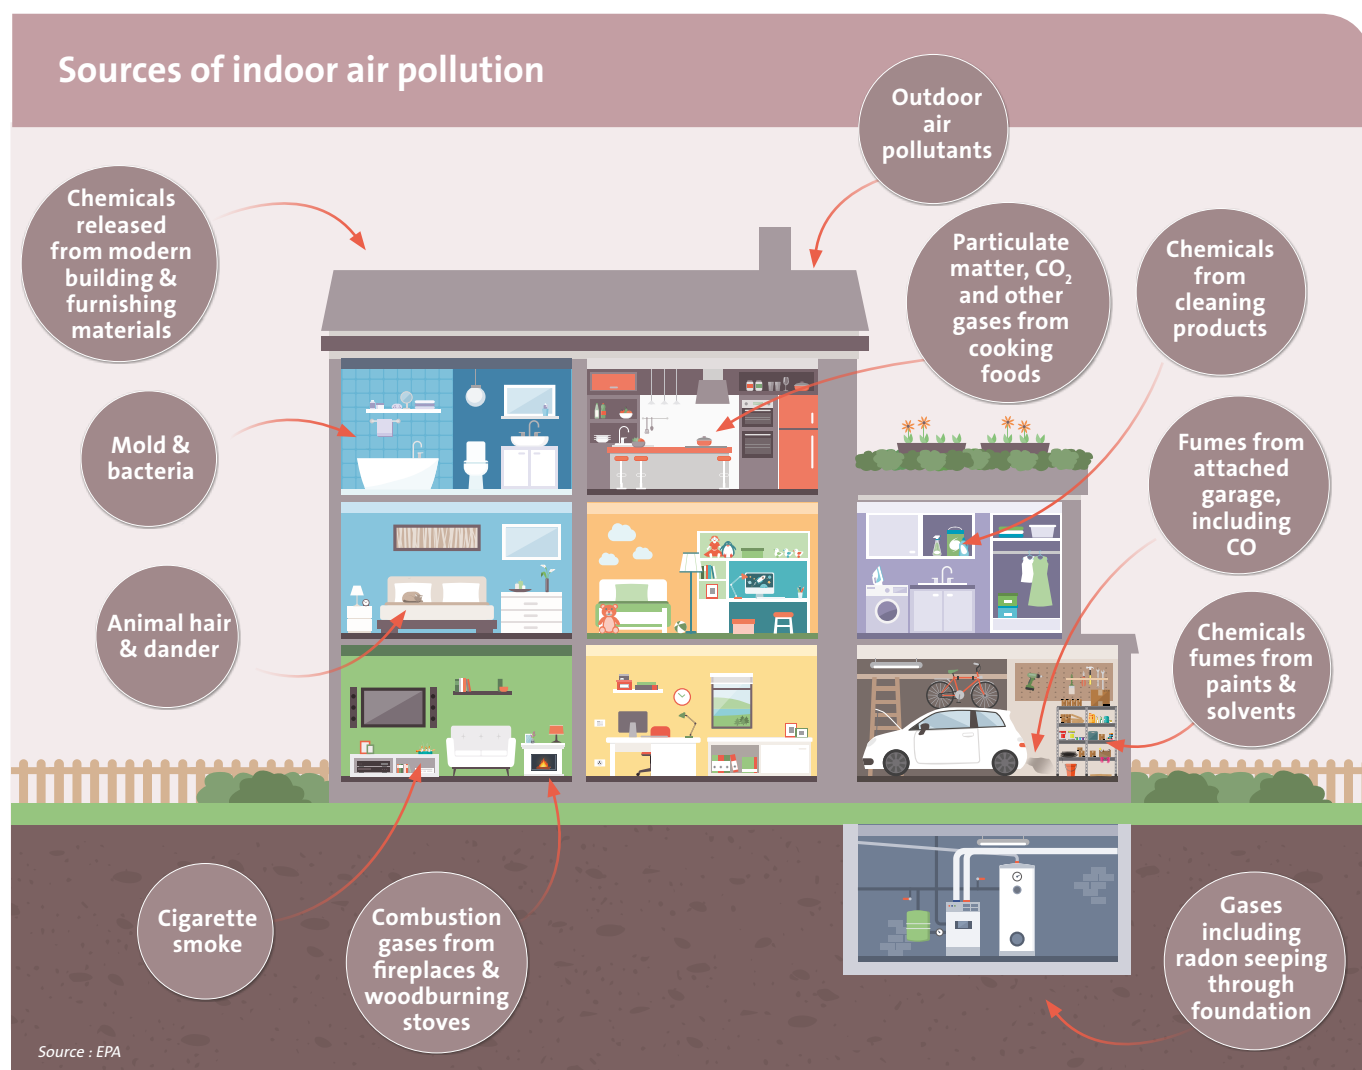 Sources of indoor air pollution
Outdoor
air
pollutants
Chemicals
released
from modern
building &
furnishing
materials
Particulate
matter, CO₂
and other
gases from
cooking
foods
Chemicals
from
cleaning
products
Mold &
bacteria
Fumes from
attached
garage,
including
CO
Animal hair
& dander
Chemicals
fumes from
paints &
solvents
Cigarette
smoke
Combustion
gases from
fireplaces &
woodburning
stoves
Gases
including
radon seeping
through
foundation
Source : EPA